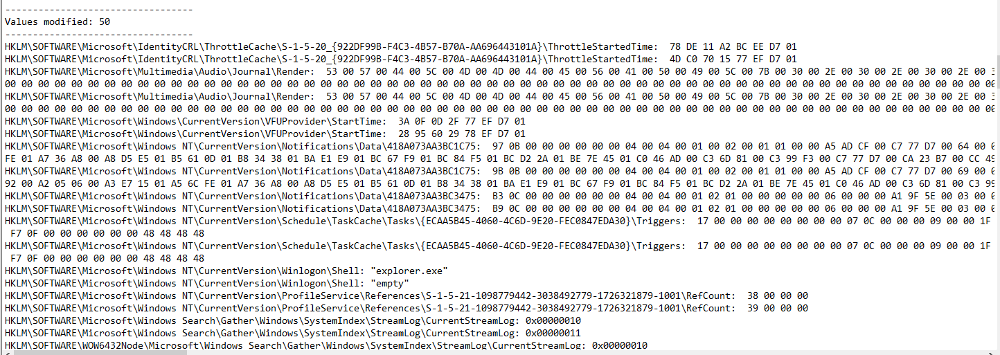 ----------------------------------
Values modified: 50
----------------------------------
HKLM\SOFTWARE\Microsoft\IdentityCRL\ThrottleCache\S-1-5-20_{922DF99B-F4C3-4B57-B70A-AA696443101A}\ThrottleStartedTime:  78 DE 11 A2 BC EE D7 01
HKLM\SOFTWARE\Microsoft\IdentityCRL\ThrottleCache\S-1-5-20_{922DF99B-F4C3-4B57-B70A-AA696443101A}\ThrottleStartedTime:  4D C0 70 15 77 EF D7 01
HKLM\SOFTWARE\Microsoft\Multimedia\Audio\Journal\Render:  53 00 57 00 44 00 5C 00 4D 00 4D 00 44 00 45 00 56 00 41 00 50 00 49 00 5C 00 7B 00 30 00 2E 00 30 00 2E 00 30 00 2E 00
00 00 00 00 00 00 00 00 00 00 00 00 00 00 00 00 00 00 00 00 00 00 00 00 00 00 00 00 00 00 00 00 00 00 00 00 00 00 00 00 00 00 00 00 00 00 00 00 00 00 00 00 00 00 00 00 00 00 00 00
HKLM\SOFTWARE\Microsoft\Multimedia\Audio\Journal\Render:  53 00 57 00 44 00 5C 00 4D 00 4D 00 44 00 45 00 56 00 41 00 50 00 49 00 5C 00 7B 00 30 00 2E 00 30 00 2E 00 30 00 2E 00
00 00 00 00 00 00 00 00 00 00 00 00 00 00 00 00 00 00 00 00 00 00 00 00 00 00 00 00 00 00 00 00 00 00 00 00 00 00 00 00 00 00 00 00 00 00 00 00 00 00 00 00 00 00 00 00 00 00 00 00
HKLM\SOFTWARE\Microsoft\Windows\CurrentVersion\VFUProvider\StartTime:  3A 0F 0D 2F 77 EF D7 01
HKLM\SOFTWARE\Microsoft\Windows\CurrentVersion\VFUProvider\StartTime:  28 95 60 29 78 EF D7 01
HKLM\SOFTWARE\Microsoft\Windows NT\CurrentVersion\Notifications\Data\418A073AA3BC1C75:  97 0B 00 00 00 00 00 00 04 00 04 00 01 00 02 00 01 01 00 00 A5 AD CF 00 C7 77 D7 00 64 00
FE 01 A7 36 A8 00 A8 D5 E5 01 B5 61 0D 01 B8 34 38 01 BA E1 E9 01 BC 67 F9 01 BC 84 F5 01 BC D2 2A 01 BE 7E 45 01 C0 46 AD 00 C3 6D 81 00 C3 99 F3 00 C7 77 D7 00 CA 23 B7 00 CC
HKLM\SOFTWARE\Microsoft\Windows NT\CurrentVersion\Notifications\Data\418A073AA3BC1C75:  9B 0B 00 00 00 00 00 00 04 00 04 00 01 00 02 00 01 01 00 00 A5 AD CF 00 C7 77 D7 00 69 00
92 00 A2 05 06 00 A3 E7 15 01 A5 6C FE 01 A7 36 A8 00 A8 D5 E5 01 B5 61 0D 01 B8 34 38 01 BA E1 E9 01 BC 67 F9 01 BC 84 F5 01 BC D2 2A 01 BE 7E 45 01 C0 46 AD 00 C3 6D 81 00 C3 99
HKLM\SOFTWARE\Microsoft\Windows NT\CurrentVersion\Notifications\Data\418A073AA3BC3475:  B3 0C 00 00 00 00 00 00 04 00 04 00 01 02 01 00 00 00 00 00 06 00 00 00 A1 9F 5E 00 03 00
HKLM\SOFTWARE\Microsoft\Windows NT\CurrentVersion\Notifications\Data\418A073AA3BC3475:  B9 0C 00 00 00 00 00 00 04 00 04 00 01 02 01 00 00 00 00 00 06 00 00 00 A1 9F 5E 00 03 00
HKLM\SOFTWARE\Microsoft\Windows NT\CurrentVersion\Schedule\TaskCache\Tasks\{ECAA5B45-4060-4C6D-9E20-FEC0847EDA30}\Triggers:  17 00 00 00 00 00 00 00 00 07 0C 00 00 00 09 00 00 1F
F7 0F 00 00 00 00 00 00 48 48 48 48
HKLM\SOFTWARE\Microsoft\Windows NT\CurrentVersion\Schedule\TaskCache\Tasks\{ECAA5B45-4060-4C6D-9E20-FEC0847EDA30}\Triggers:  17 00 00 00 00 00 00 00 00 07 0C 00 00 00 09 00 00 1F
F7 0F 00 00 00 00 00 00 48 48 48 48
HKLM\SOFTWARE\Microsoft\Windows NT\CurrentVersion\Winlogon\Shell: "explorer.exe"
HKLM\SOFTWARE\Microsoft\Windows NT\CurrentVersion\Winlogon\Shell: "empty"
HKLM\SOFTWARE\Microsoft\Windows NT\CurrentVersion\ProfileService\References\S-1-5-21-1098779442-3038492779-1726321879-1001\RefCount:  38 00 00 00
HKLM\SOFTWARE\Microsoft\Windows NT\CurrentVersion\ProfileService\References\S-1-5-21-1098779442-3038492779-1726321879-1001\RefCount:  39 00 00 00
HKLM\SOFTWARE\Microsoft\Windows Search\Gather\Windows\SystemIndex\StreamLog\CurrentStreamLog: 0x00000010
HKLM\SOFTWARE\Microsoft\Windows Search\Gather\Windows\SystemIndex\StreamLog\CurrentStreamLog: 0x00000011
HKLM\SOFTWARE\WOW6432Node\Microsoft\Windows Search\Gather\Windows\SystemIndex\StreamLog\CurrentStreamLog: 0x00000010